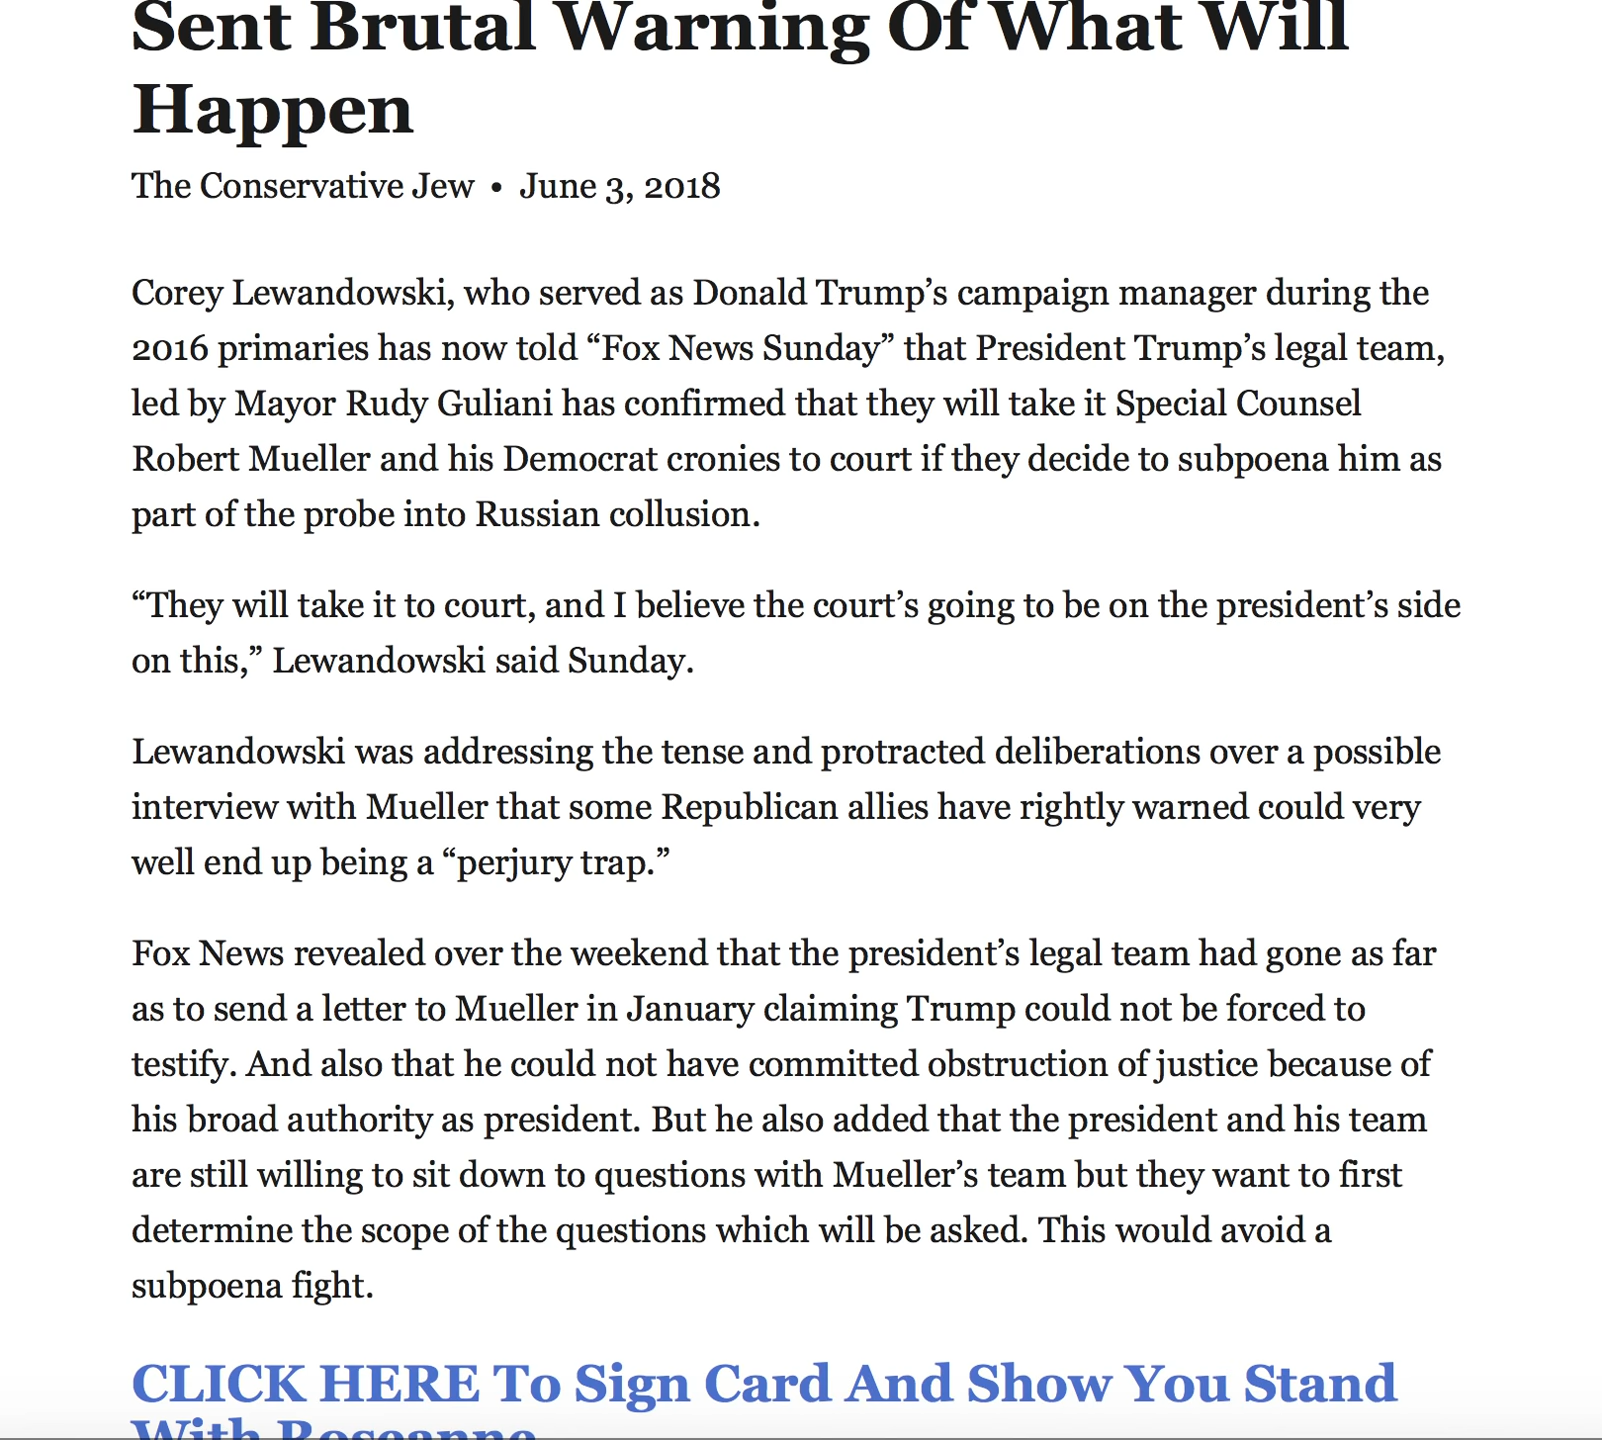 Sent Brutal Warning Of What Will
Happen
The Conservative Jew • June 3, 2018
Corey Lewandowski, who served as Donald Trump’s campaign manager during the
2016 primaries has now told “Fox News Sunday” that President Trump’s legal team,
led by Mayor Rudy Guliani has confirmed that they will take it Special Counsel
Robert Mueller and his Democrat cronies to court if they decide to subpoena him as
part of the probe into Russian collusion.
“They will take it to court, and I believe the court’s going to be on the president’s side
on this,” Lewandowski said Sunday.
Lewandowski was addressing the tense and protracted deliberations over a possible
interview with Mueller that some Republican allies have rightly warned could very
well end up being a “perjury trap.”
Fox News revealed over the weekend that the president’s legal team had gone as far
as to send a letter to Mueller in January claiming Trump could not be forced to
testify. And also that he could not have committed obstruction of justice because of
his broad authority as president. But he also added that the president and his team
are still willing to sit down to questions with Mueller’s team but they want to first
determine the scope of the questions which will be asked. This would avoid a
subpoena fight.
CLICK HERE To Sign Card And Show You Stand
With Roseanne